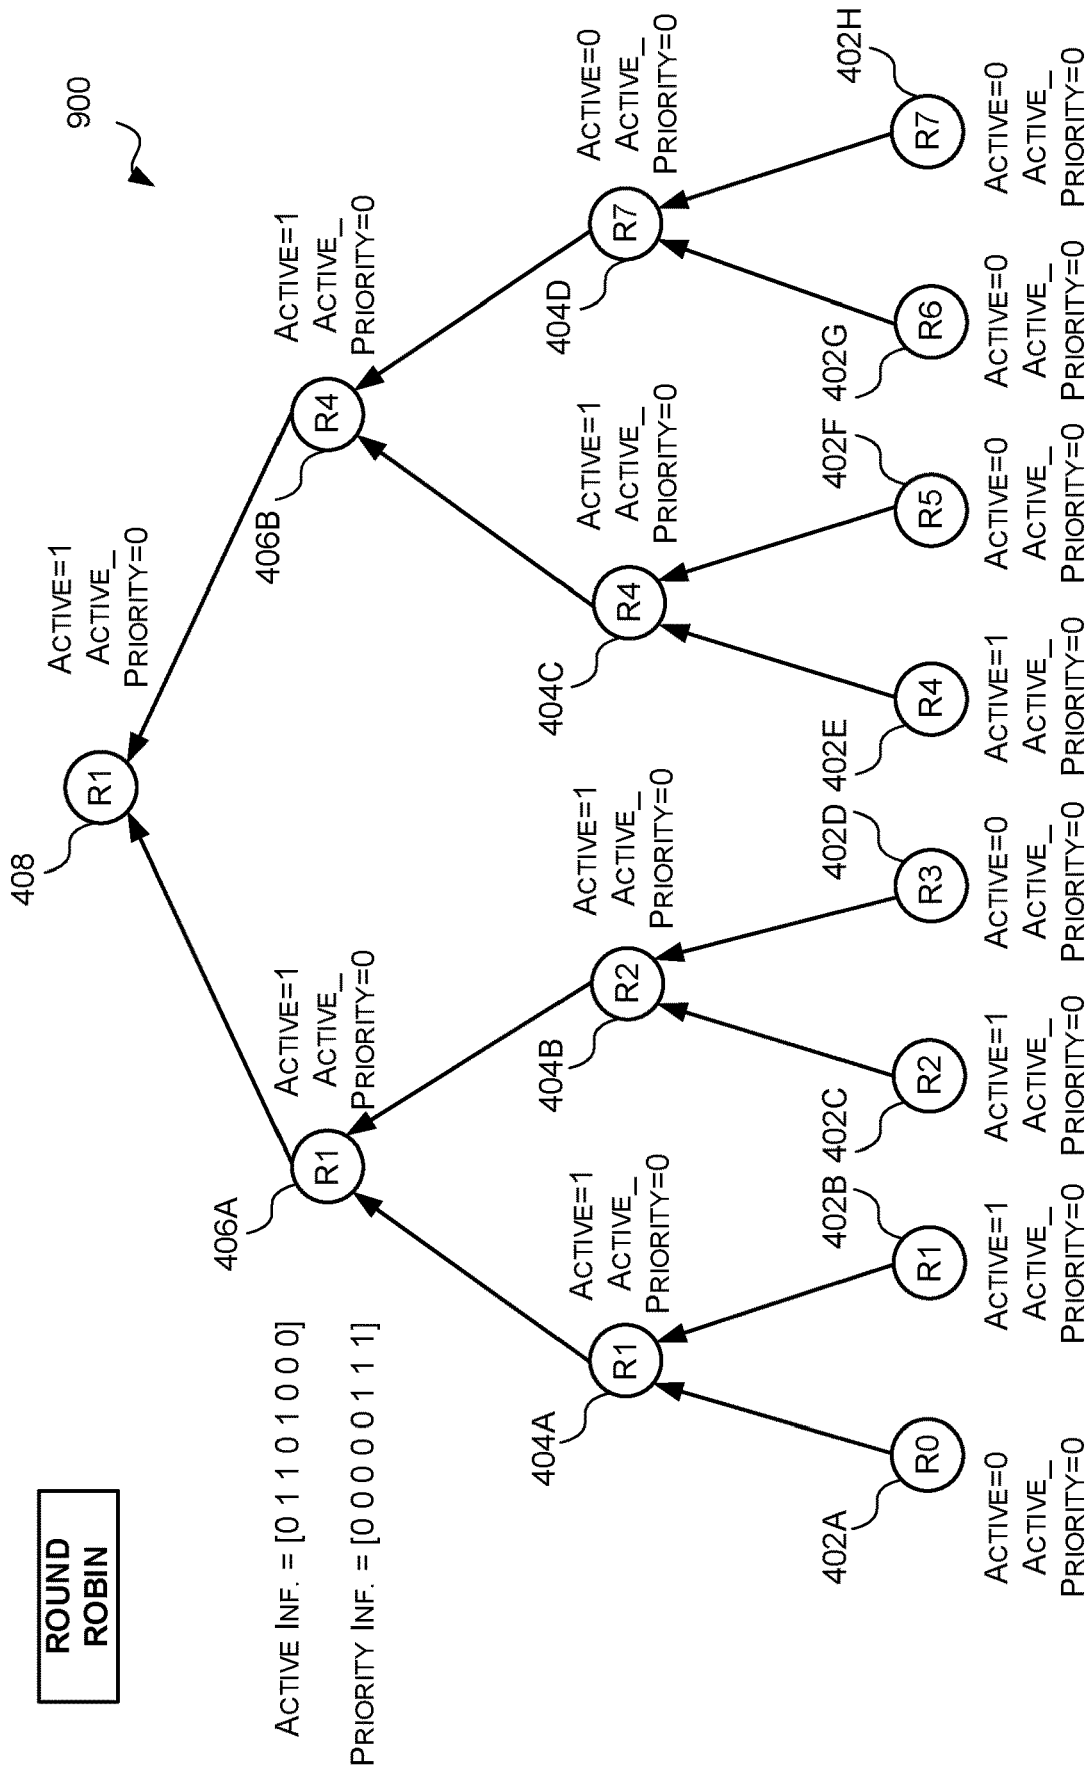 ROUND
ROBIN
900
408
R1
ACTIVE=1
ACTIVE_
PRIORITY=0
ACTIVE INF. = [0 1 1 0 1 0 0 0]
PRIORITY INF. = [0 0 0 0 0 1 1 1]
406A
R1
ACTIVE=1
ACTIVE_
PRIORITY=0
406B
R4
ACTIVE=1
ACTIVE_
PRIORITY=0
404A
R1
ACTIVE=1
ACTIVE_
PRIORITY=0
404B
R2
ACTIVE=1
ACTIVE_
PRIORITY=0
404C
R4
ACTIVE=1
ACTIVE_
PRIORITY=0
404D
R7
ACTIVE=0
ACTIVE_
PRIORITY=0
402A
R0
ACTIVE=0
ACTIVE_
PRIORITY=0
402B
R1
ACTIVE=1
ACTIVE_
PRIORITY=0
402C
R2
ACTIVE=1
ACTIVE_
PRIORITY=0
402D
R3
ACTIVE=0
ACTIVE_
PRIORITY=0
402E
R4
ACTIVE=1
ACTIVE_
PRIORITY=0
402F
R5
ACTIVE=0
ACTIVE_
PRIORITY=0
402G
R6
ACTIVE=0
ACTIVE_
PRIORITY=0
402H
R7
ACTIVE=0
ACTIVE_
PRIORITY=0